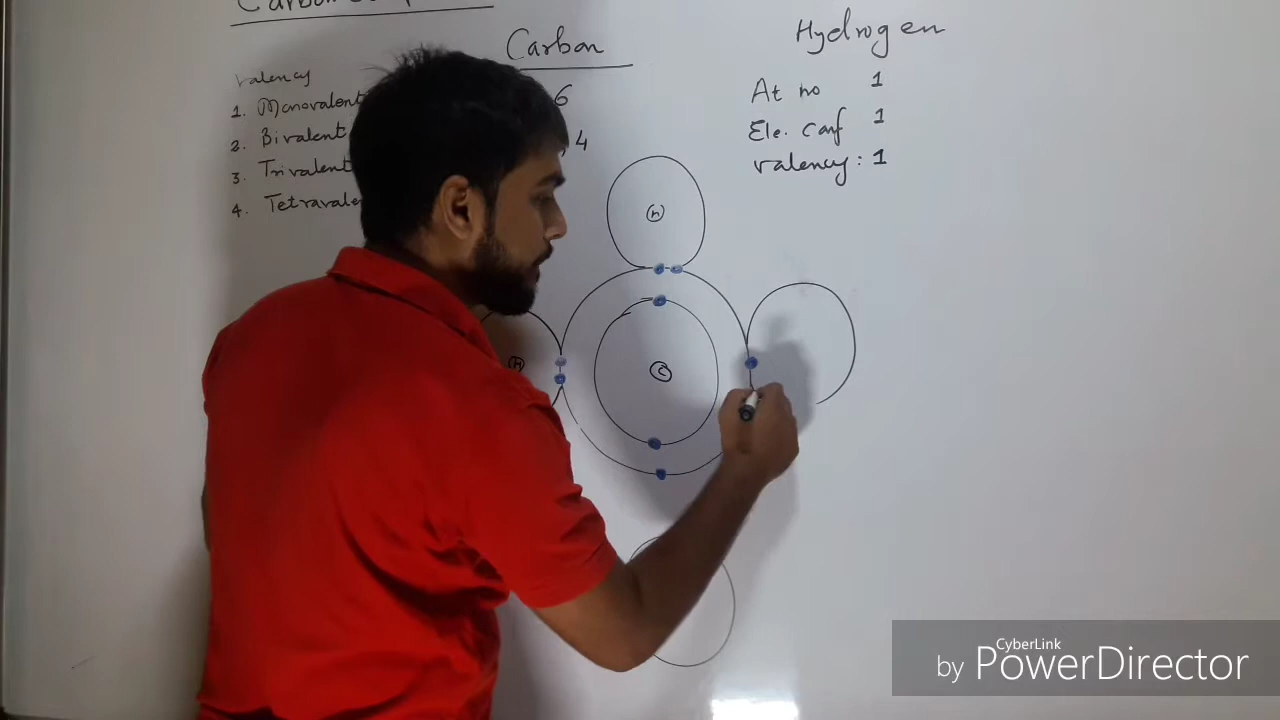 Carbon
Carbon
Hydrogen
Valency
1. Monovalent
2. Bivalent
3. Trivalent
4. Tetravale
6
, 4
At no 1
Ele. Conf 1
Valency: 1
H
H
C
by CyberLink PowerDirector